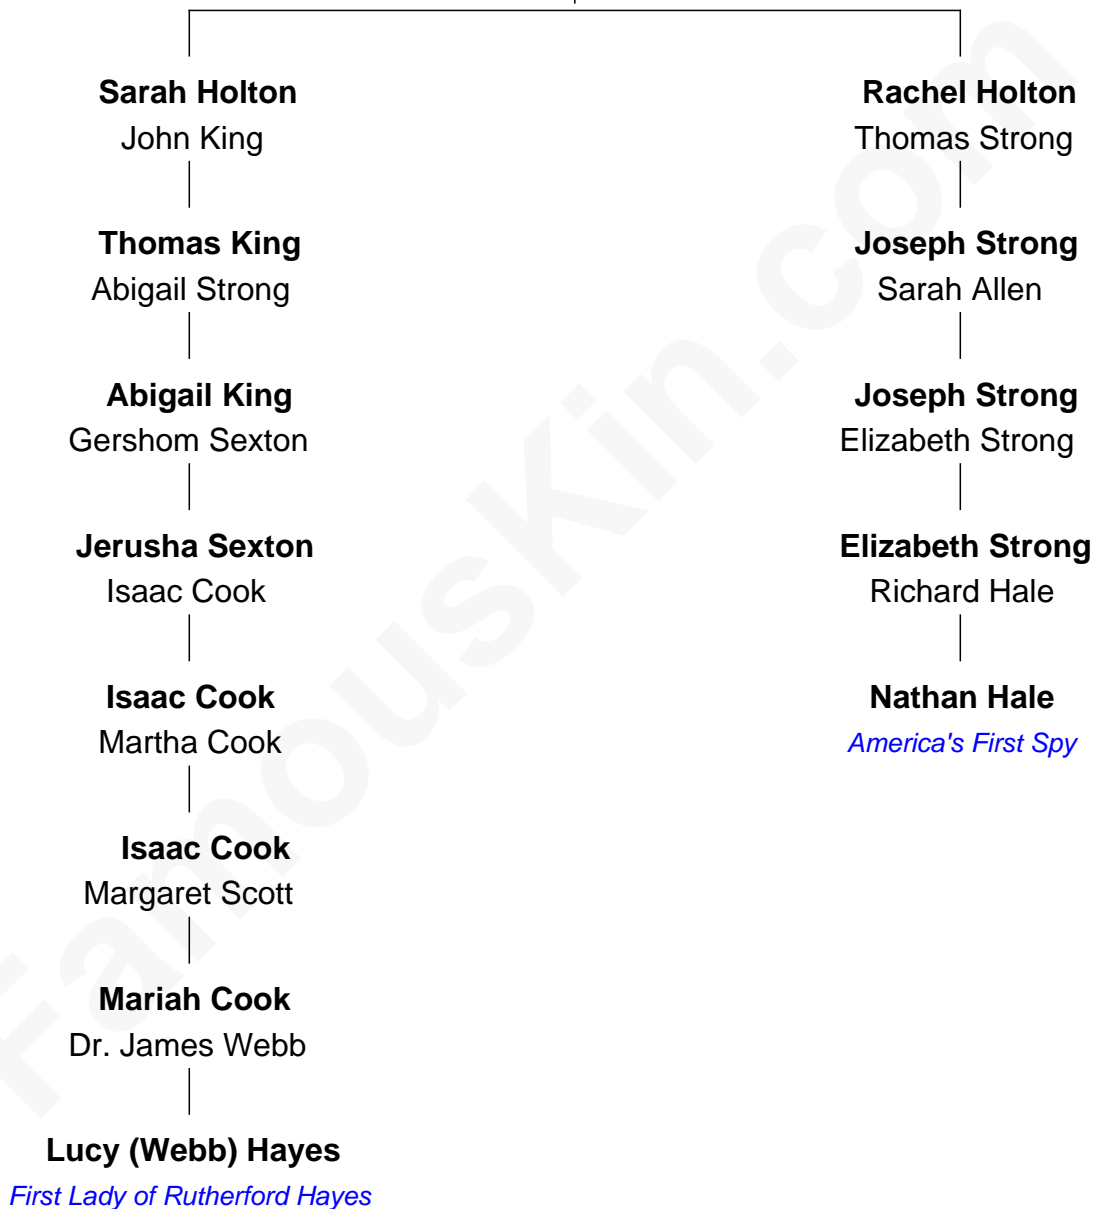 Sarah Holton
John King
Rachel Holton
Thomas Strong
Thomas King
Abigail Strong
Joseph Strong
Sarah Allen
Abigail King
Gershom Sexton
Joseph Strong
Elizabeth Strong
Jerusha Sexton
Isaac Cook
Elizabeth Strong
Richard Hale
Isaac Cook
Martha Cook
Nathan Hale
America's First Spy
Isaac Cook
Margaret Scott
Mariah Cook
Dr. James Webb
Lucy (Webb) Hayes
First Lady of Rutherford Hayes
FamousKin.com